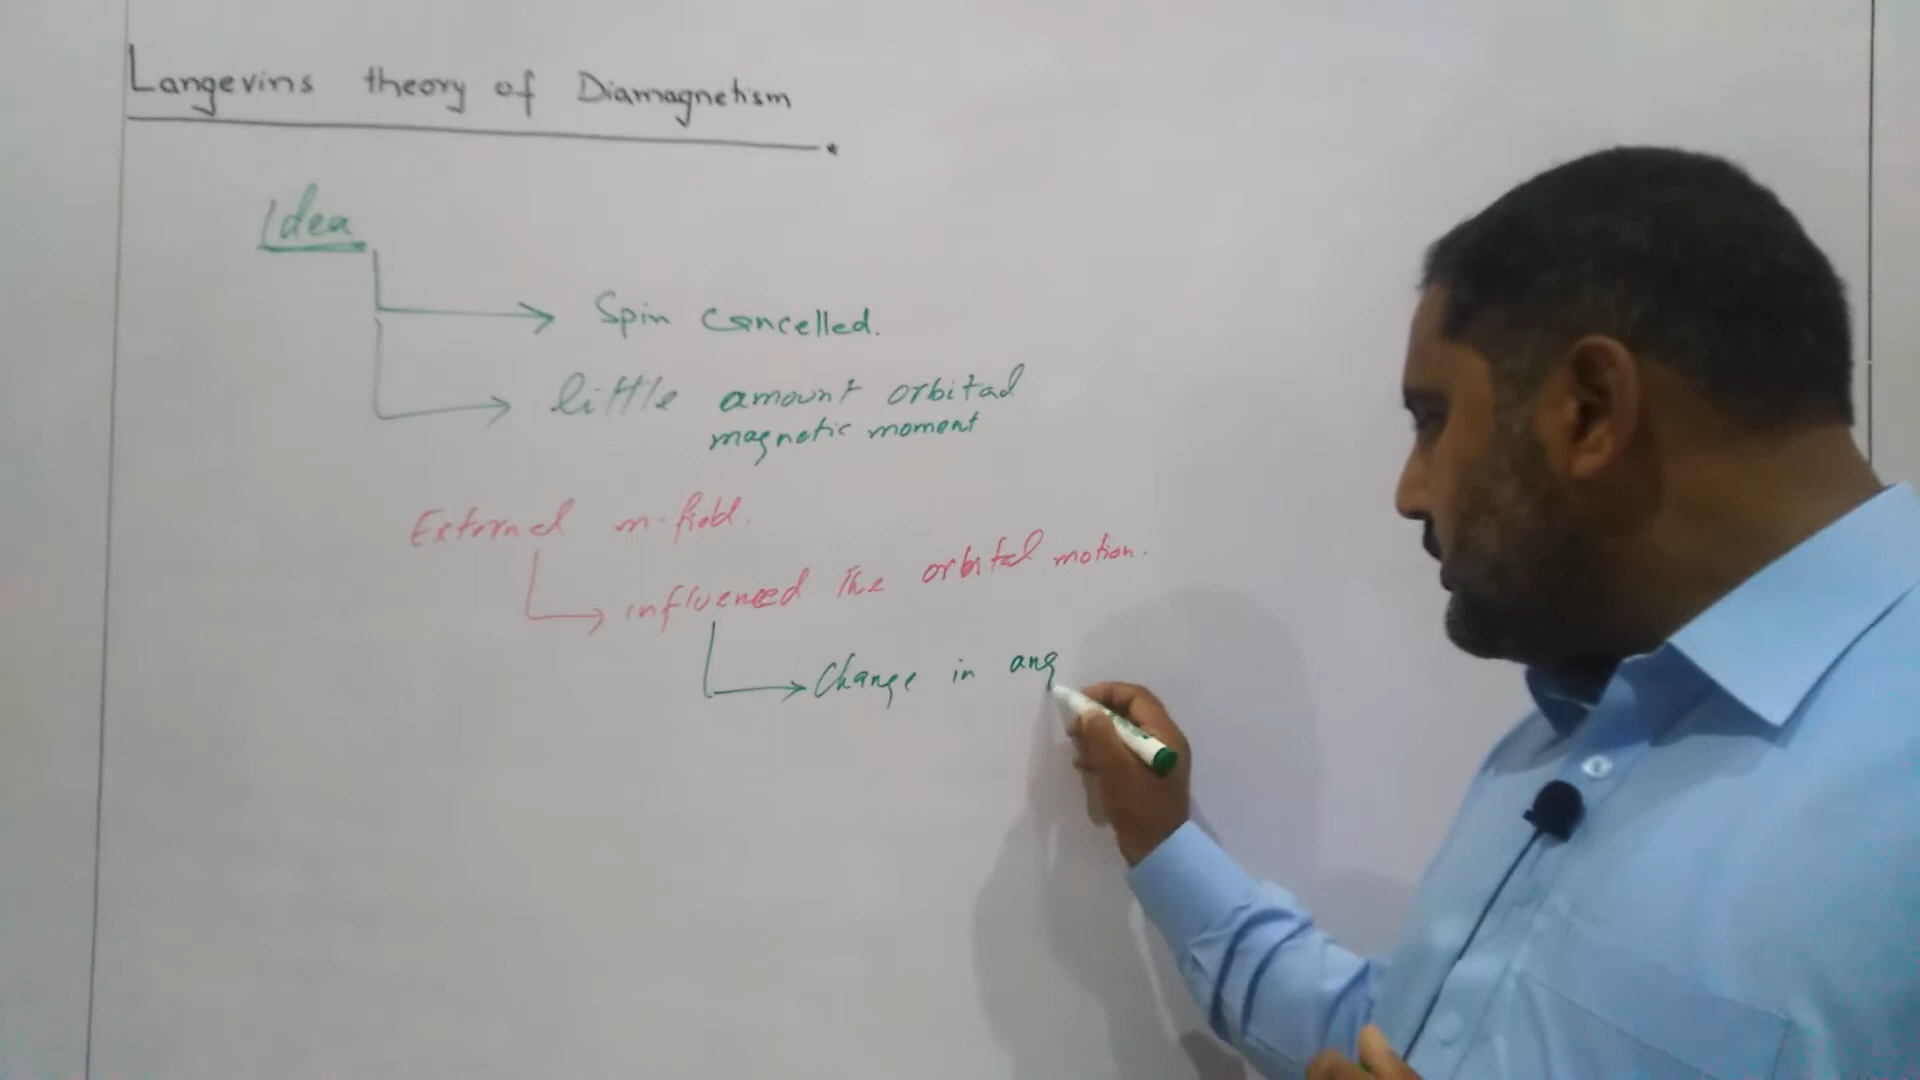 Langevins theory of Diamagnetism
Idea
Spin cancelled.
little amount orbital
magnetic moment
External m-field.
influenced The orbital motion.
Change in ang